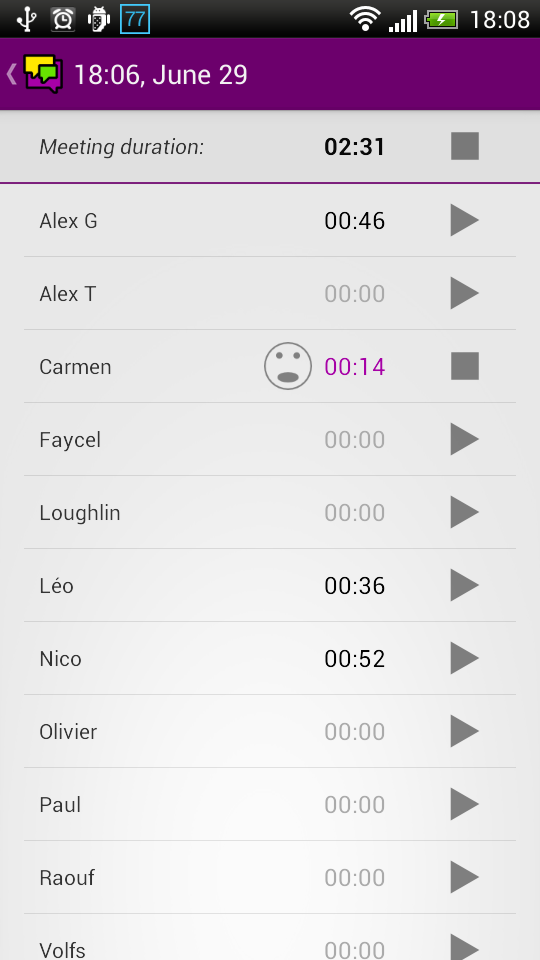 77 18:08
18:06, June 29
Meeting duration: 02:31
Alex G 00:46
Alex T 00:00
Carmen 00:14
Faycel 00:00
Loughlin 00:00
Léo 00:36
Nico 00:52
Olivier 00:00
Paul 00:00
Raouf 00:00
Volfs 00:00